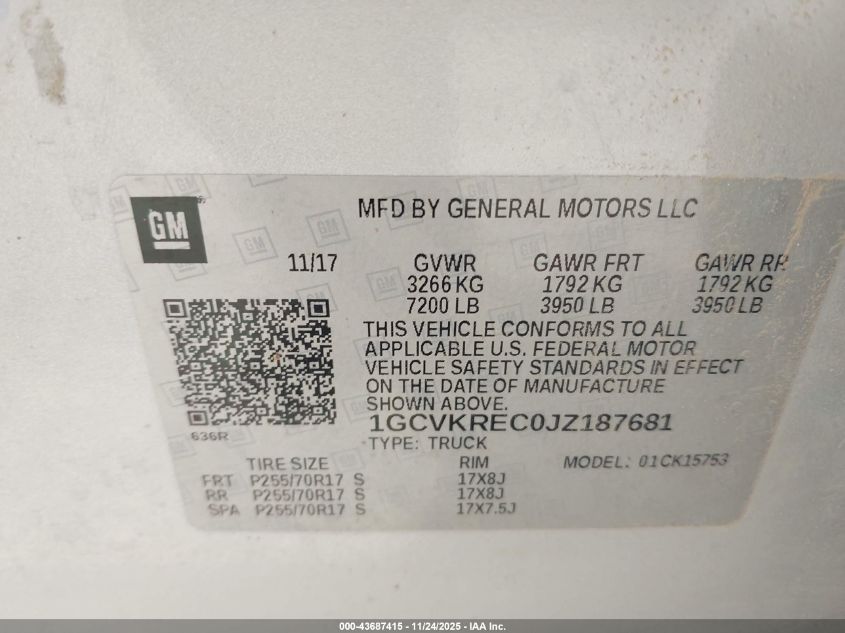 GM
MFD BY GENERAL MOTORS LLC
11/17 GVWR GAWR FRT GAWR RR
3266 KG 1792 KG 1792 KG
7200 LB 3950 LB 3950 LB
THIS VEHICLE CONFORMS TO ALL
APPLICABLE U.S. FEDERAL MOTOR
VEHICLE SAFETY STANDARDS IN EFFECT
ON THE DATE OF MANUFACTURE
SHOWN ABOVE.
1GCVKREC0JZ187681
636R
TYPE: TRUCK
TIRE SIZE RIM MODEL: 01CK15753
FRT P255/70R17 S 17X8J
RR P255/70R17 S 17X8J
SPA P255/70R17 S 17X7.5J
000-43687415 - 11/24/2025 - IAA Inc.